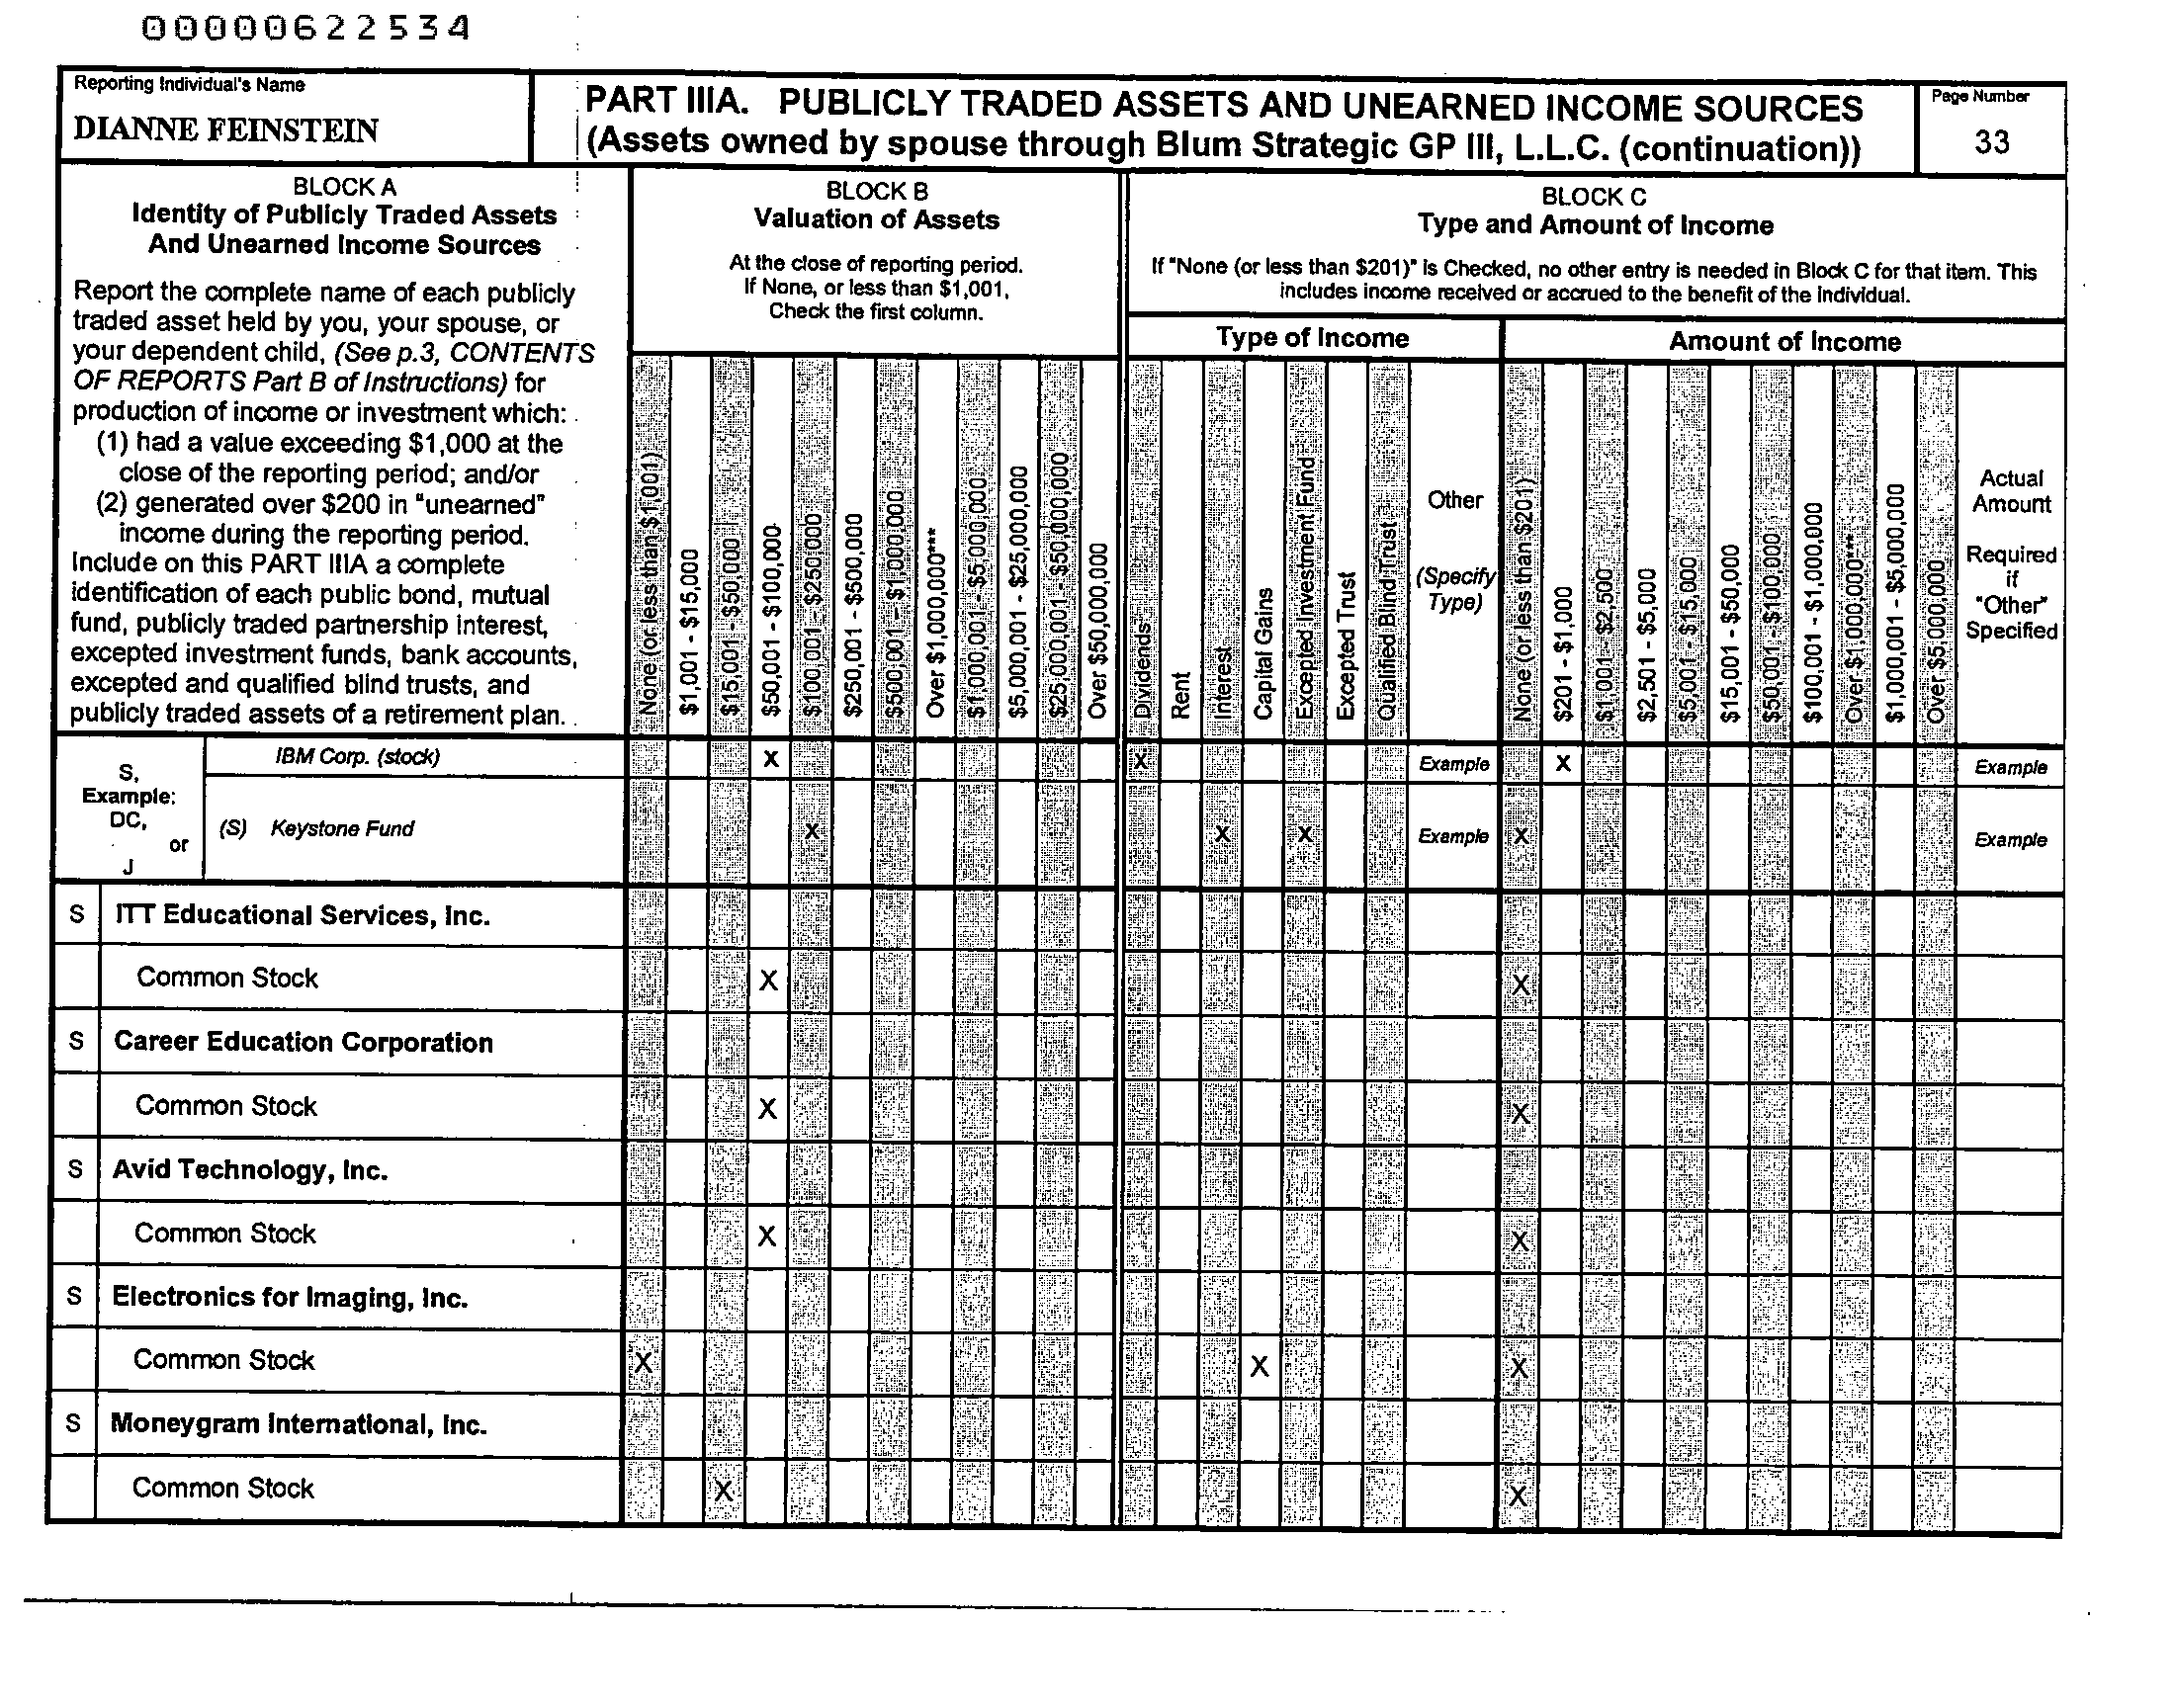 00000622534
Reporting Individual's Name
DIANNE FEINSTEIN
PART IIIA. PUBLICLY TRADED ASSETS AND UNEARNED INCOME SOURCES
(Assets owned by spouse through Blum Strategic GP III, L.L.C. (continuation))
Page Number
33
BLOCK A
Identity of Publicly Traded Assets
And Unearned Income Sources
Report the complete name of each publicly
traded asset held by you, your spouse, or
your dependent child, (See p.3, CONTENTS
OF REPORTS Part B of Instructions) for
production of income or investment which:
(1) had a value exceeding $1,000 at the
close of the reporting period; and/or
(2) generated over $200 in "unearned"
income during the reporting period.
Include on this PART IIIA a complete
identification of each public bond, mutual
fund, publicly traded partnership interest,
excepted investment funds, bank accounts,
excepted and qualified blind trusts, and
publicly traded assets of a retirement plan.
BLOCK B
Valuation of Assets
At the close of reporting period.
If None, or less than $1,001,
Check the first column.
None (or less than $1,001)
$1,001 - $15,000
$15,001 - $50,000
$50,001 - $100,000
$100,001 - $250,000
$250,001 - $500,000
$500,001 - $1,000,000
Over $1,000,000***
$1,000,001 - $5,000,000
$5,000,001 - $25,000,000
$25,000,001 - $50,000,000
Over $50,000,000
BLOCK C
Type and Amount of Income
If "None (or less than $201)" is Checked, no other entry is needed in Block C for that item. This
includes income received or accrued to the benefit of the individual.
Type of Income
Dividends
Rent
Interest
Capital Gains
Excepted Investment Fund
Excepted Trust
Qualified Blind Trust
Other
(Specify
Type)
Amount of Income
None (or less than $201)
$201 - $1,000
$1,001 - $2,500
$2,501 - $5,000
$5,001 - $15,000
$15,001 - $50,000
$50,001 - $100,000
$100,001 - $1,000,000
Over $1,000,000***
$1,000,001 - $5,000,000
Over $5,000,000
Actual
Amount
Required
if
"Other"
Specified
S,
Example:
DC,
or
J
IBM Corp. (stock) X X Example X Example
(S) Keystone Fund X X X Example X Example
S ITT Educational Services, Inc.
Common Stock X X
S Career Education Corporation
Common Stock X X
S Avid Technology, Inc.
Common Stock X X
S Electronics for Imaging, Inc.
Common Stock X X X
S Moneygram International, Inc.
Common Stock X X